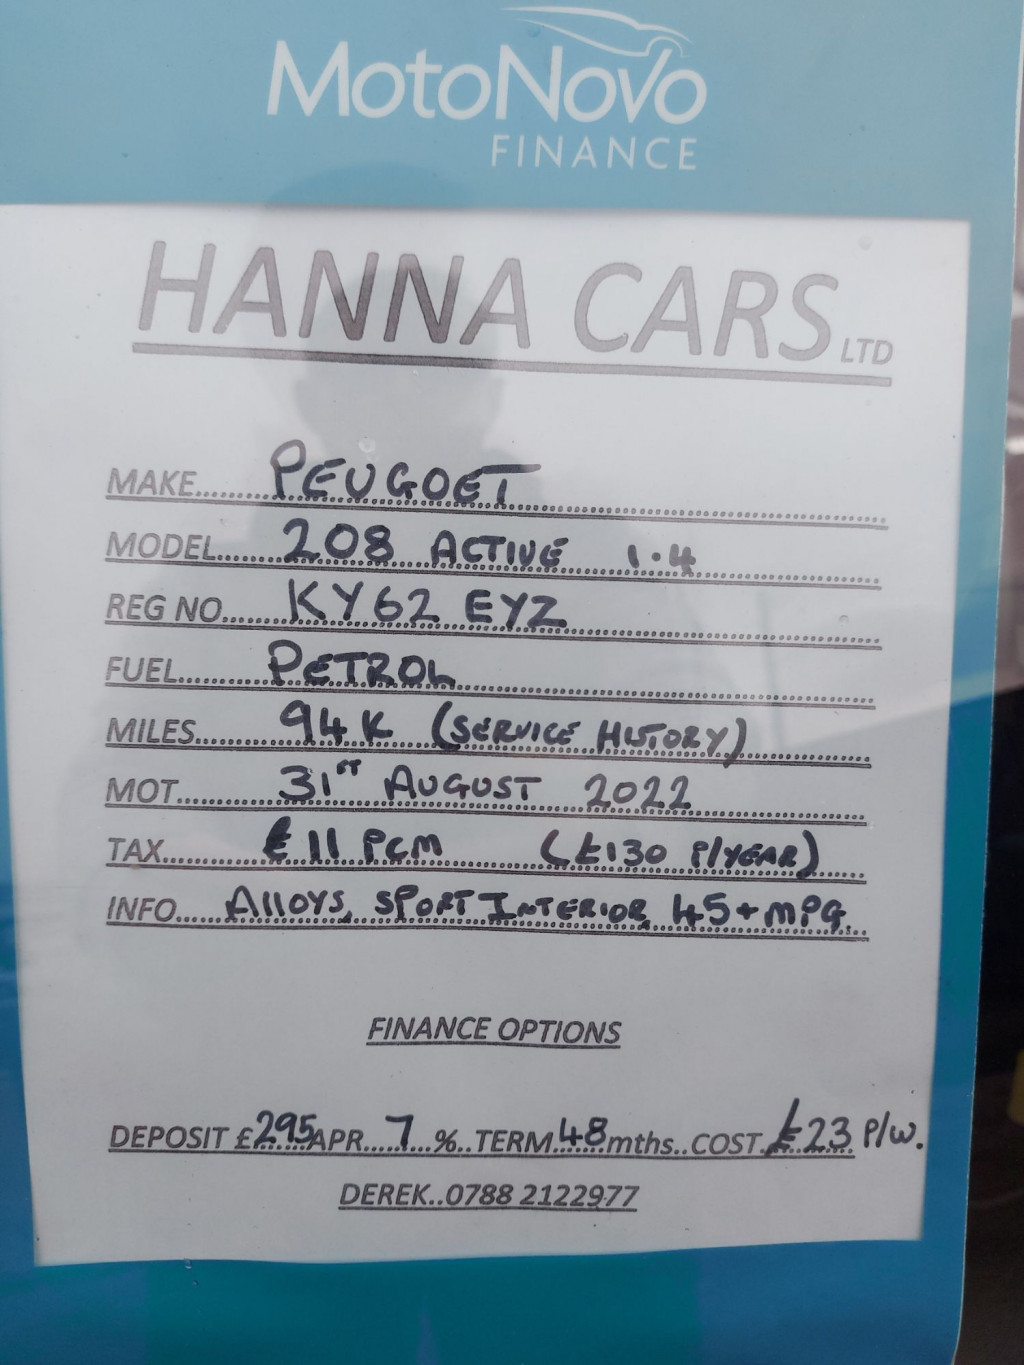 MotoNovo
FINANCE
HANNA CARS LTD
MAKE........PEUGOET
MODEL.....208 ACTIVE 1.4
REG NO.....KY62 EYZ
FUEL........PETROL
MILES........94K (SERVICE HISTORY)
MOT........31ST AUGUST 2022
TAX........£11 PCM (£130 P/YEAR)
INFO.....Alloys, SPORT INTERIOR, 45+mpg.
FINANCE OPTIONS
DEPOSIT £295 APR....7...%..TERM.48mths..COST.£23 P/w.
DEREK..0788 2122977